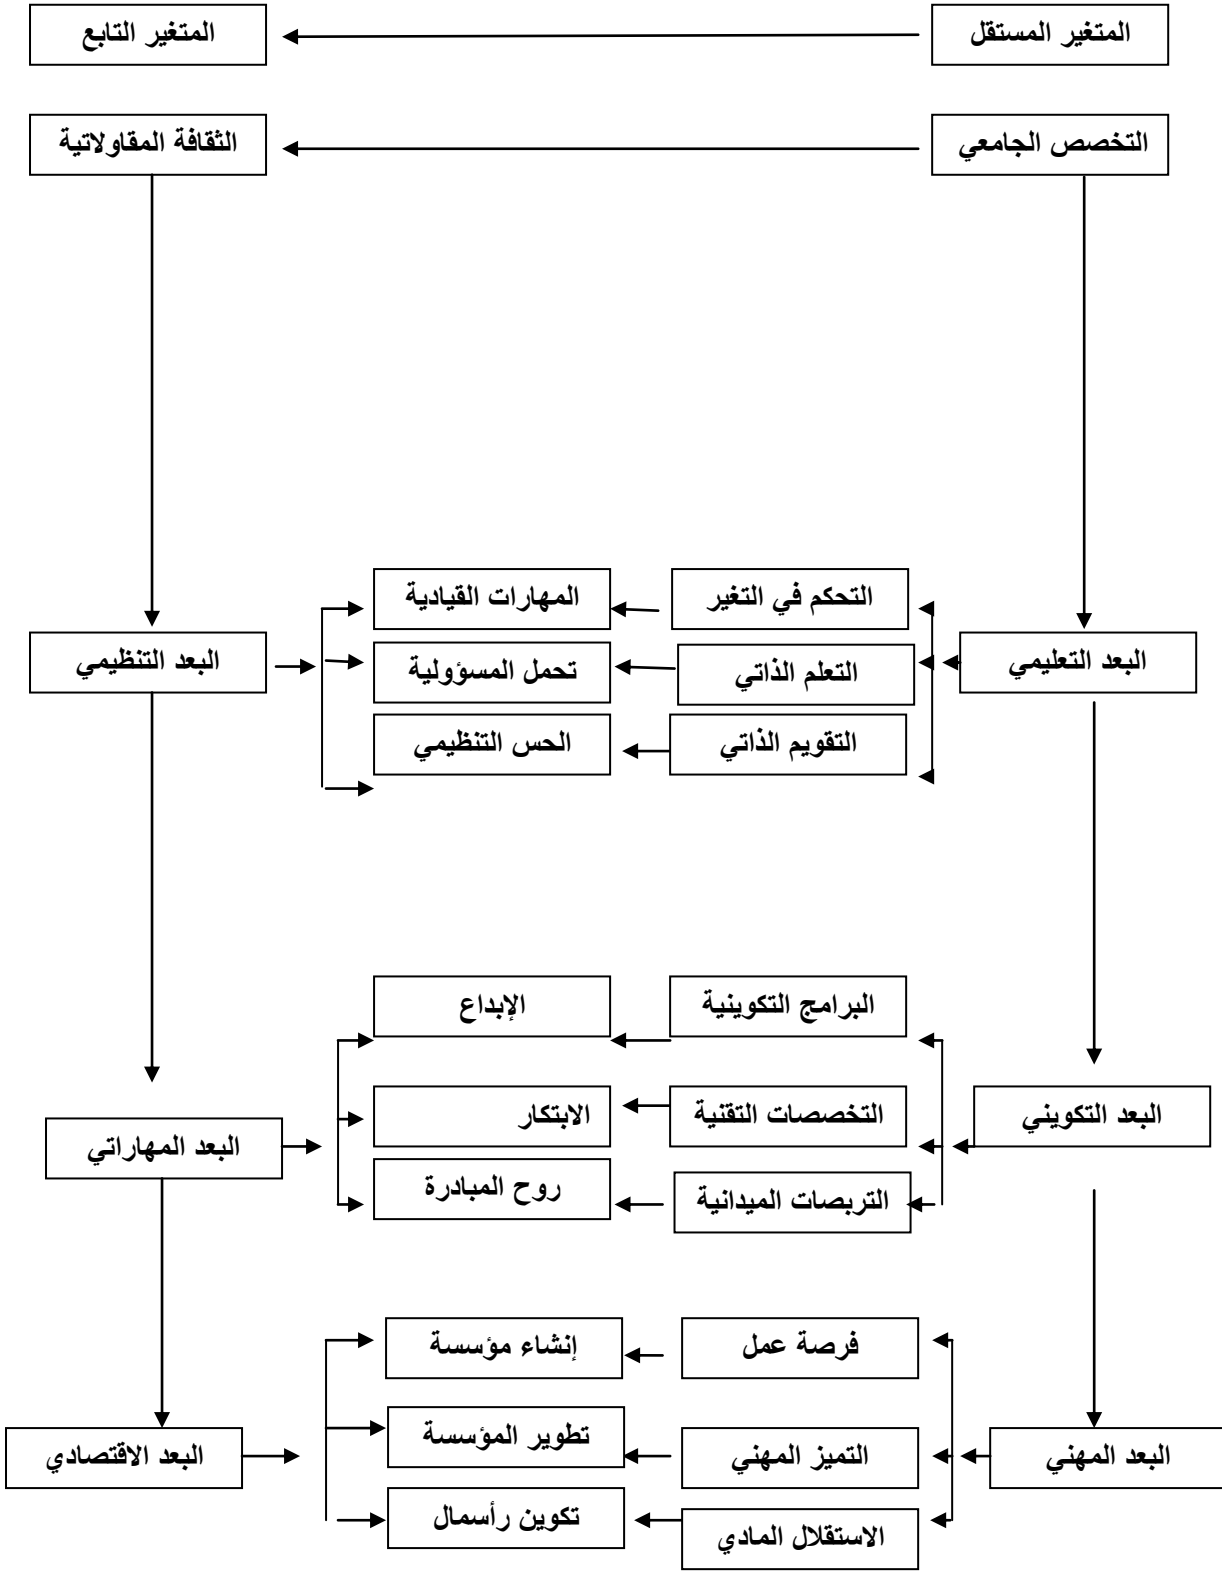 المتغير المستقل
المتغير التابع
التخصص الجامعي
الثقافة المقاولاتية
التحكم في التغير
المهارات القيادية
البعد التعليمي
التعلم الذاتي
تحمل المسؤولية
البعد التنظيمي
التقويم الذاتي
الحس التنظيمي
البرامج التكوينية
الإبداع
البعد التكويني
التخصصات التقنية
الابتكار
البعد المهاراتي
التربصات الميدانية
روح المبادرة
فرصة عمل
إنشاء مؤسسة
البعد المهني
التميز المهني
تطوير المؤسسة
البعد الاقتصادي
الاستقلال المادي
تكوين رأسمال